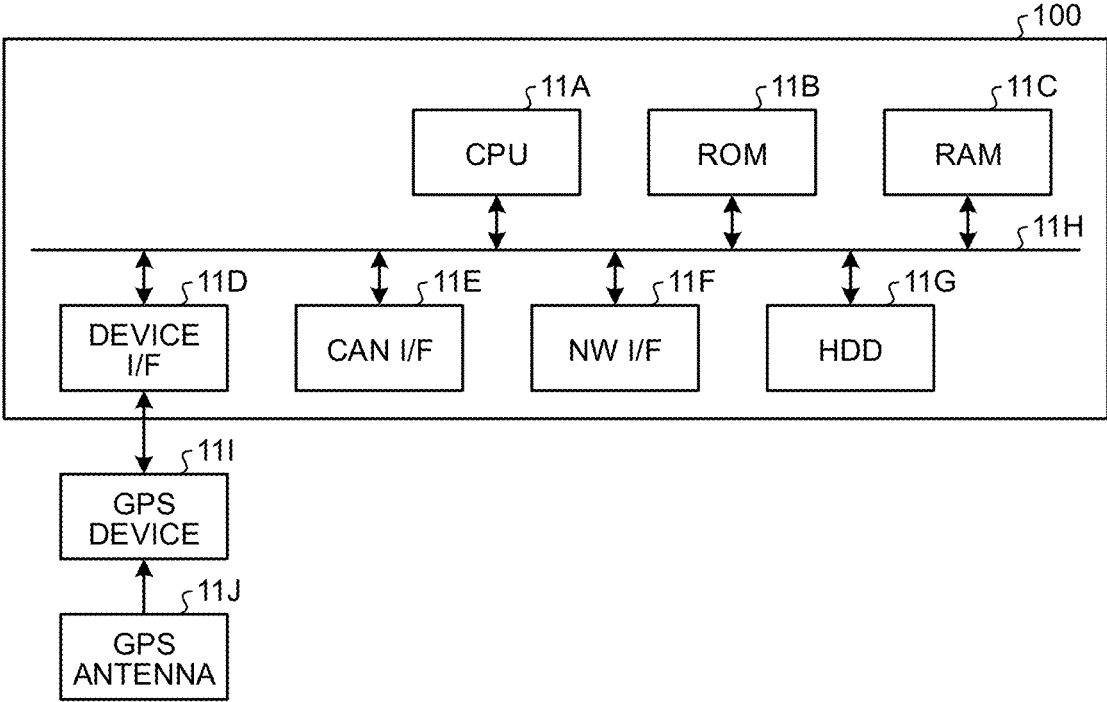 100
11A
11B
11C
CPU
ROM
RAM
11H
11D
11E
11F
11G
DEVICE
I/F
CAN I/F
NW I/F
HDD
11I
GPS
DEVICE
11J
GPS
ANTENNA